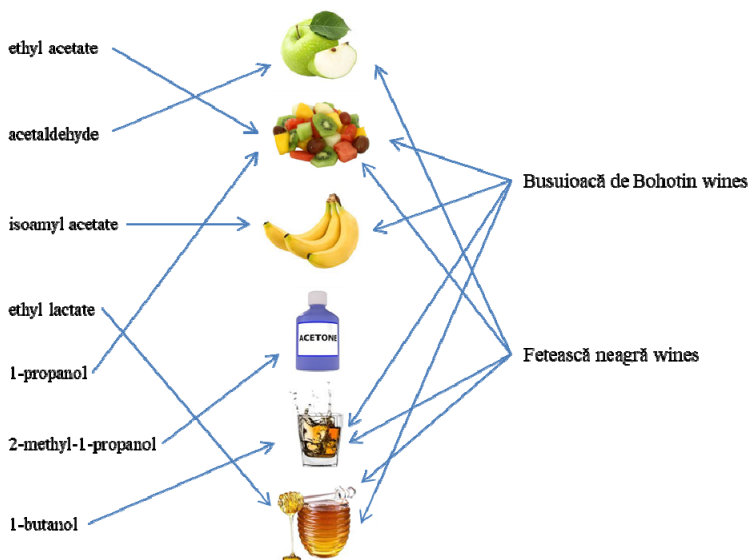 ethyl acetate
acetaldehyde
isoamyl acetate
ethyl lactate
1-propanol
2-methyl-1-propanol
1-butanol
ACETONE
Busuioacă de Bohotin wines
Fetească neagră wines